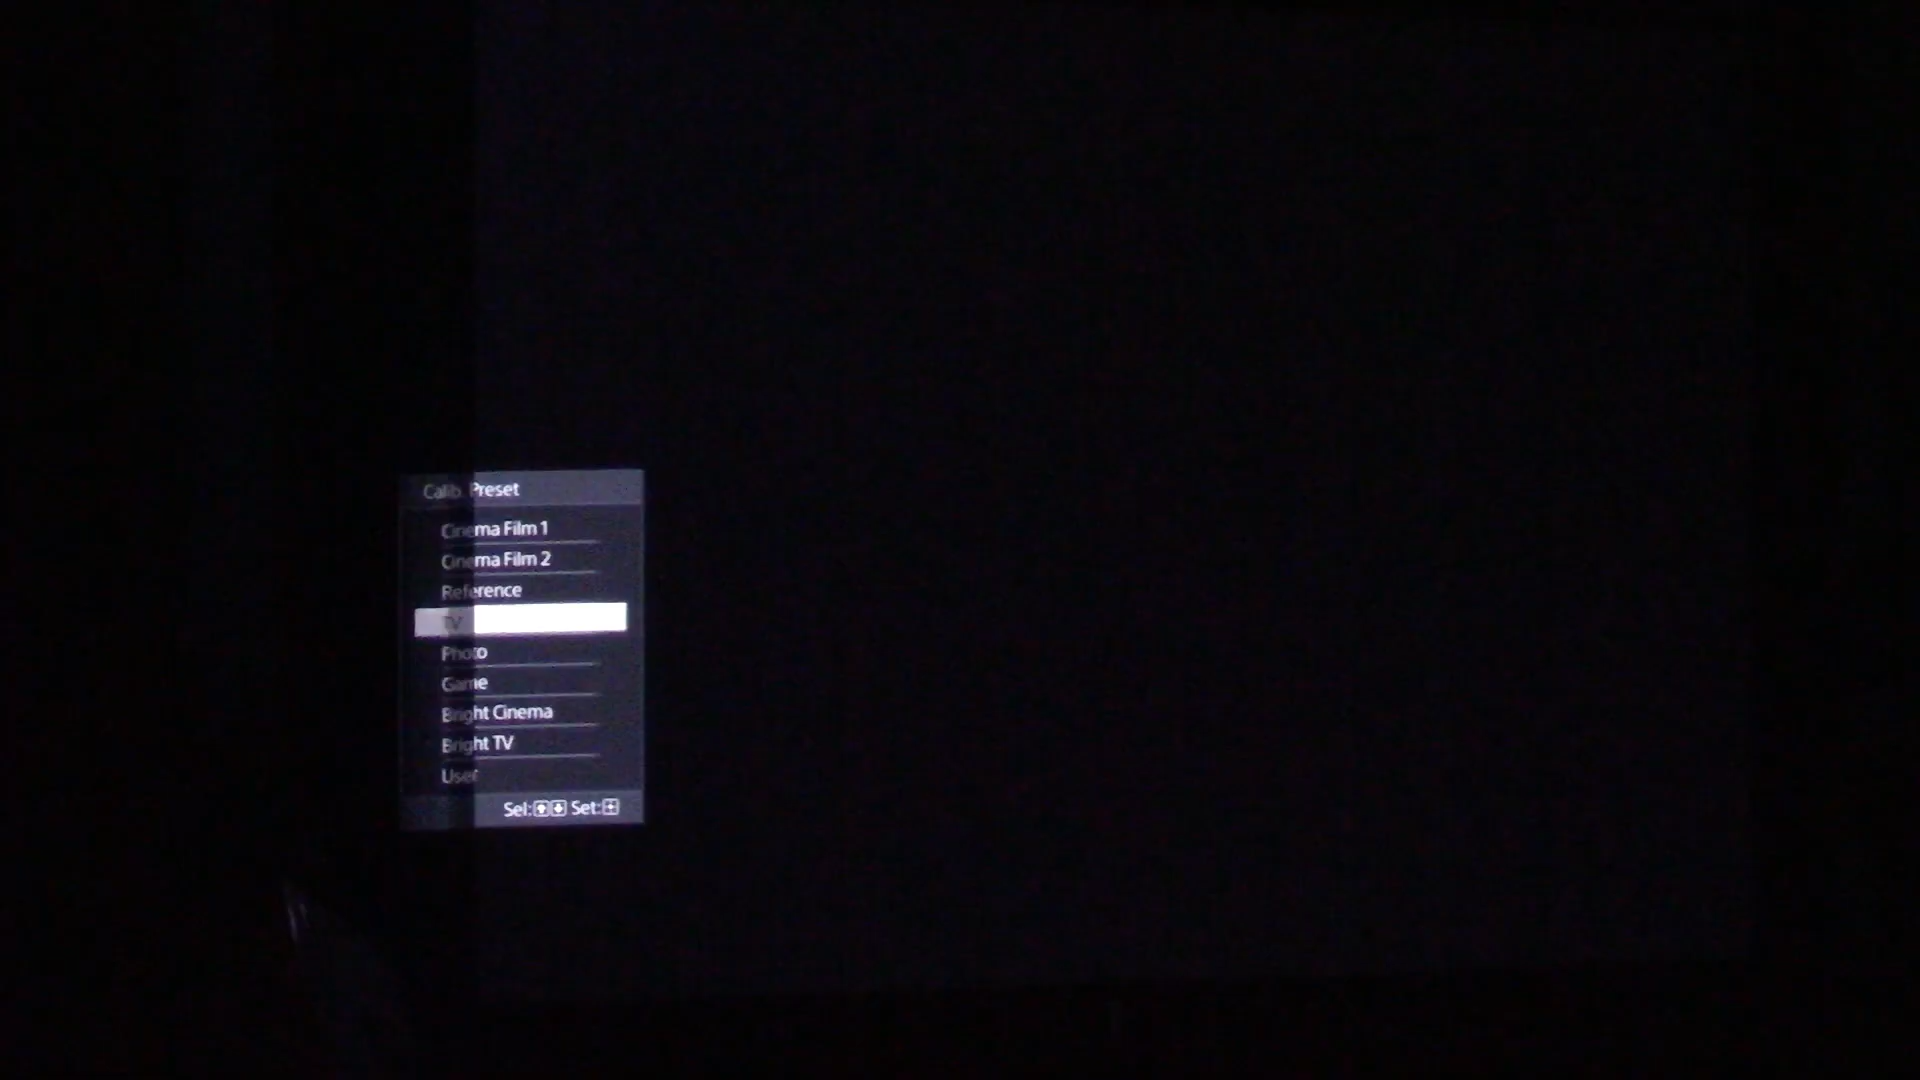 Calib. Preset
Cinema Film 1
Cinema Film 2
Reference
TV
Photo
Game
Bright Cinema
Bright TV
User
Sel: Set: